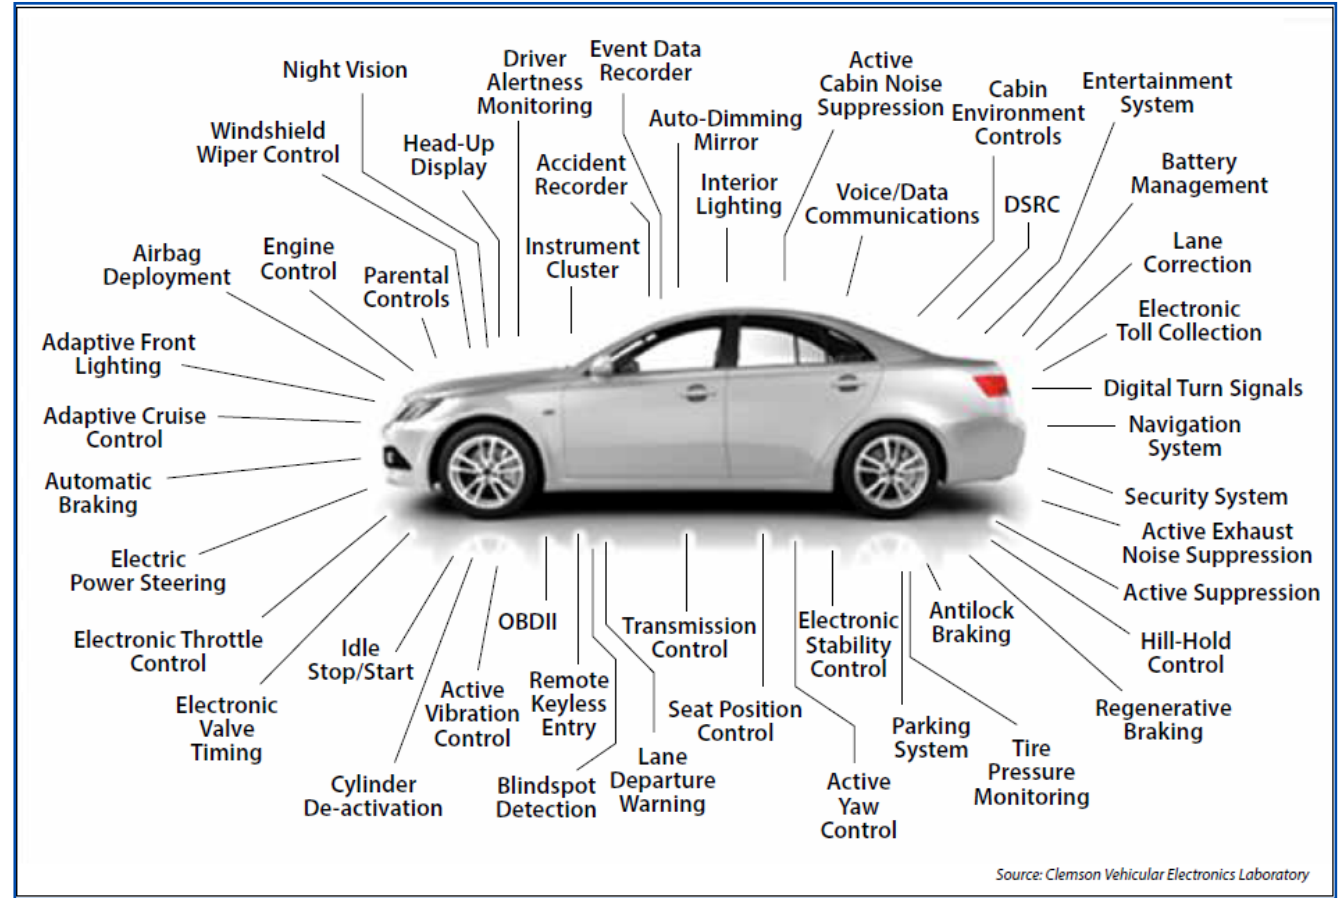 Night Vision
Driver
Alertness
Monitoring
Event Data
Recorder
Active
Cabin Noise
Suppression
Cabin
Environment
Controls
Entertainment
System
Windshield
Wiper Control
Head-Up
Display
Accident
Recorder
Auto-Dimming
Mirror
Interior
Lighting
Voice/Data
Communications
DSRC
Battery
Management
Airbag
Deployment
Engine
Control
Parental
Controls
Instrument
Cluster
Lane
Correction
Electronic
Toll Collection
Adaptive Front
Lighting
Digital Turn Signals
Adaptive Cruise
Control
Navigation
System
Automatic
Braking
Security System
Electric
Power Steering
Active Exhaust
Noise Suppression
Active Suppression
Electronic Throttle
Control
Idle
Stop/Start
OBDII
Transmission
Control
Electronic
Stability
Control
Antilock
Braking
Hill-Hold
Control
Electronic
Valve
Timing
Active
Vibration
Control
Remote
Keyless
Entry
Seat Position
Control
Parking
System
Regenerative
Braking
Cylinder
De-activation
Blindspot
Detection
Lane
Departure
Warning
Active
Yaw
Control
Tire
Pressure
Monitoring
Source: Clemson Vehicular Electronics Laboratory